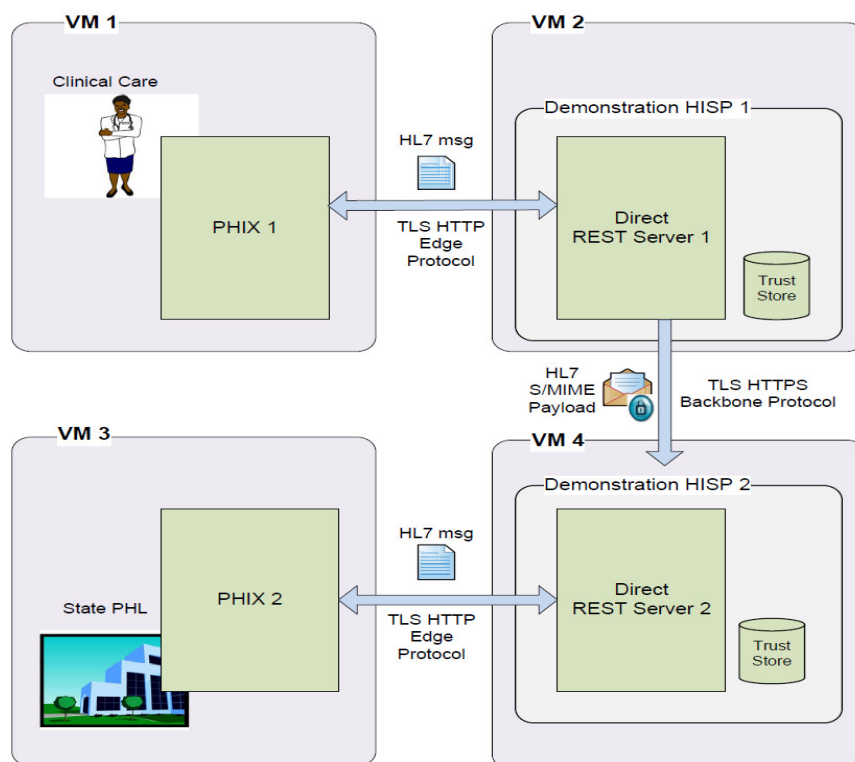 VM 1
VM 2
Clinical Care
Demonstration HISP 1
HL7 msg
PHIX 1
TLS HTTP
Edge
Protocol
Direct
REST Server 1
Trust
Store
HL7
S/MIME
Payload
TLS HTTPS
Backbone Protocol
VM 3
VM 4
Demonstration HISP 2
HL7 msg
State PHL
PHIX 2
TLS HTTP
Edge
Protocol
Direct
REST Server 2
Trust
Store